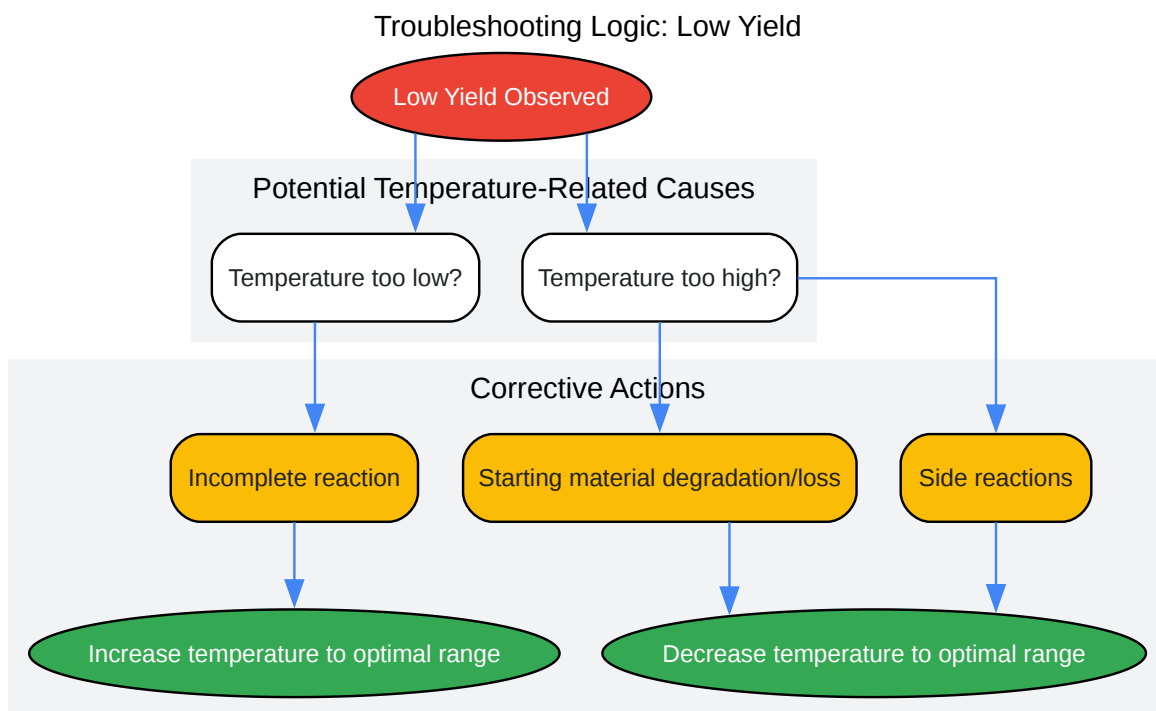 Troubleshooting Logic: Low Yield
Low Yield Observed
Potential Temperature-Related Causes
Temperature too low?
Temperature too high?
Corrective Actions
Incomplete reaction
Starting material degradation/loss
Side reactions
Increase temperature to optimal range
Decrease temperature to optimal range